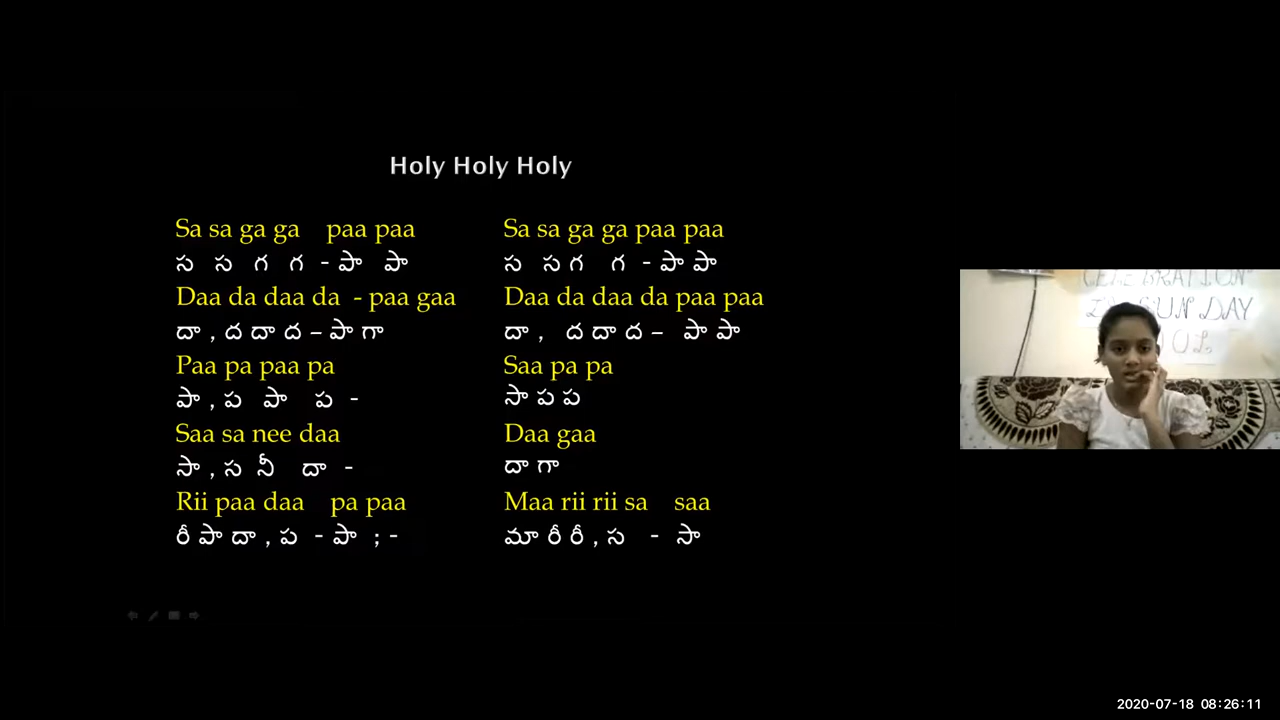 Holy Holy Holy
Sa sa ga ga paa paa
స స గ గ - పా పా
Daa da daa da - paa gaa
దా , ద దా ద – పా గా
Paa pa paa pa
పా , ప పా ప -
Saa sa nee daa
సా , స నీ దా -
Rii paa daa pa paa
రీ పా దా , ప - పా ; -
Sa sa ga ga paa paa
స స గ గ - పా పా
Daa da daa da paa paa
దా , ద దా ద – పా పా
Saa pa pa
సా ప ప
Daa gaa
దా గా
Maa rii rii sa saa
మా రీ రీ , స - సా
CELEBRATION
SUNDAY
2020-07-18 08:26:11